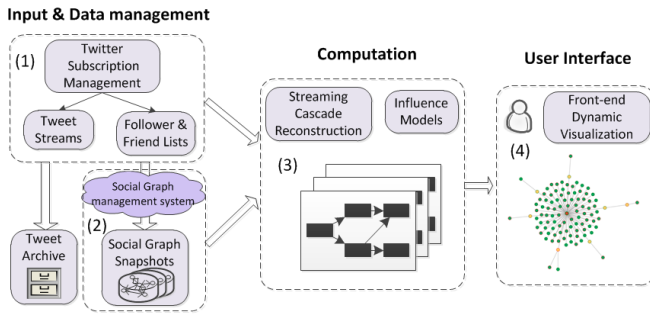 Input & Data management
(1)
Twitter
Subscription
Management
Tweet
Streams
Follower &
Friend Lists
Social Graph
management system
(2)
Tweet
Archive
Social Graph
Snapshots
Computation
Streaming
Cascade
Reconstruction
Influence
Models
(3)
User Interface
Front-end
Dynamic
Visualization
(4)